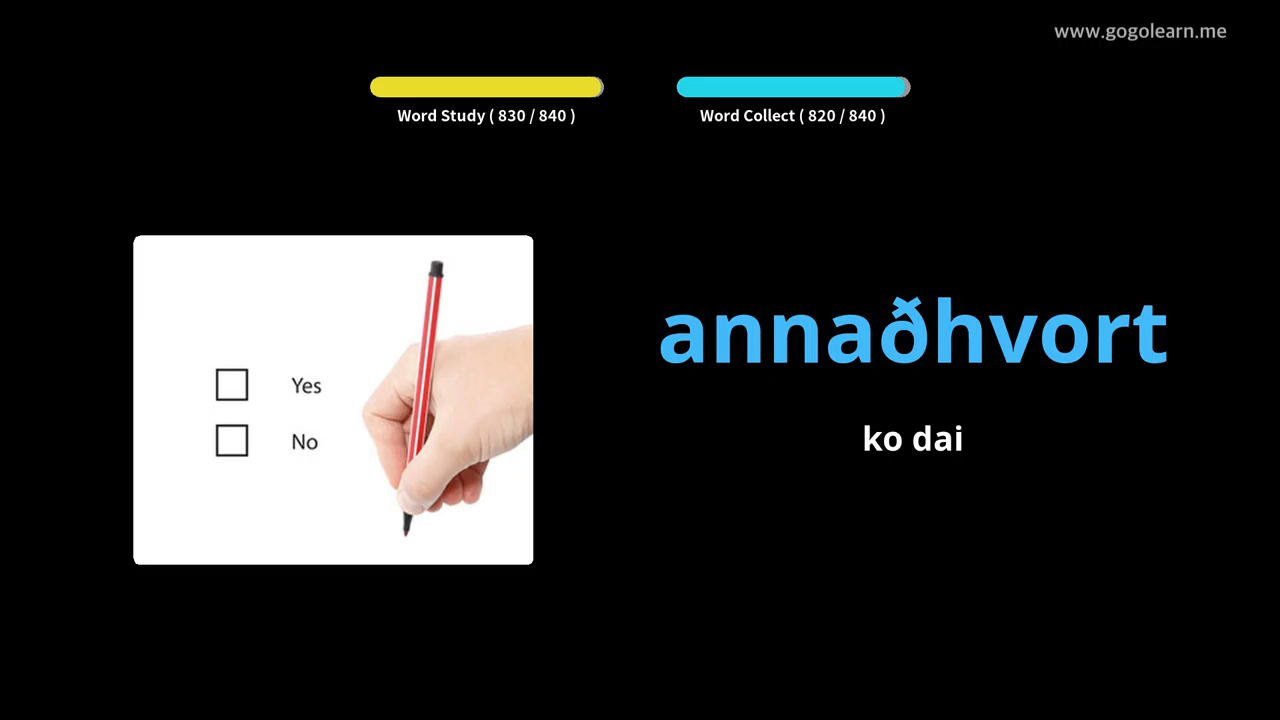 www.gogolearn.me
Word Study ( 830 / 840 )
Word Collect ( 820 / 840 )
annaðhvort
ko dai
Yes
No